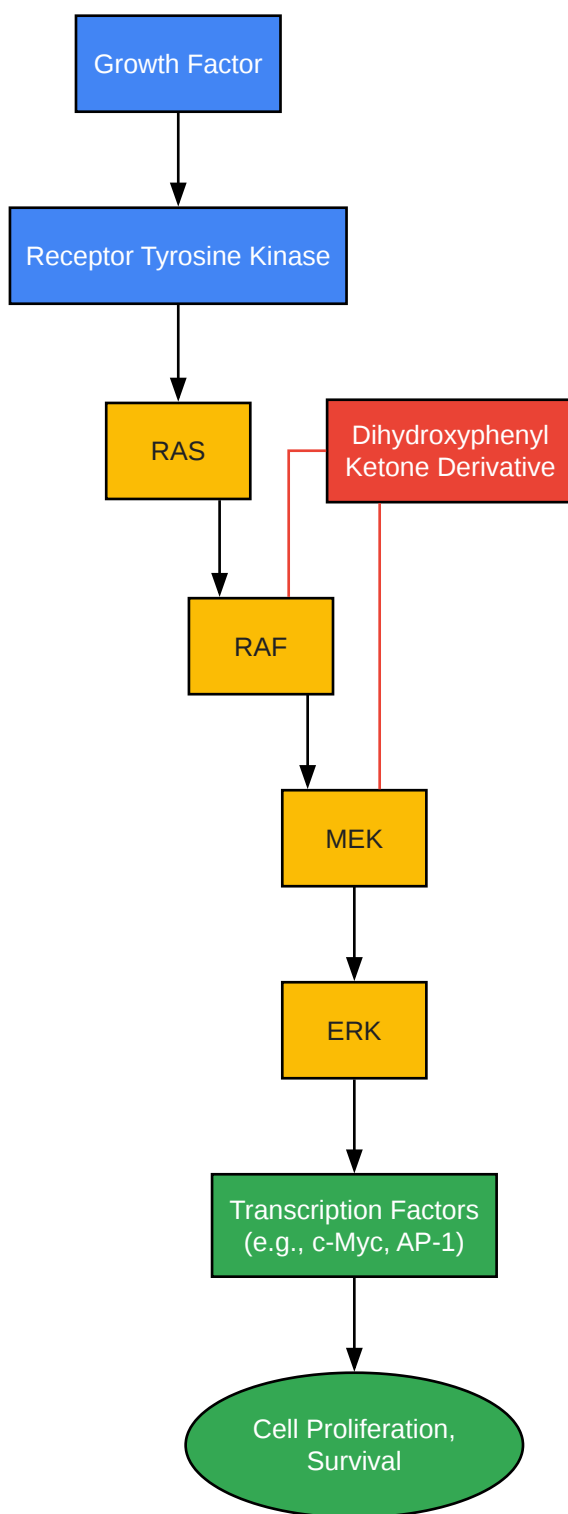 Growth Factor
Receptor Tyrosine Kinase
RAS
Dihydroxyphenyl
Ketone Derivative
RAF
MEK
ERK
Transcription Factors
(e.g., c-Myc, AP-1)
Cell Proliferation,
Survival